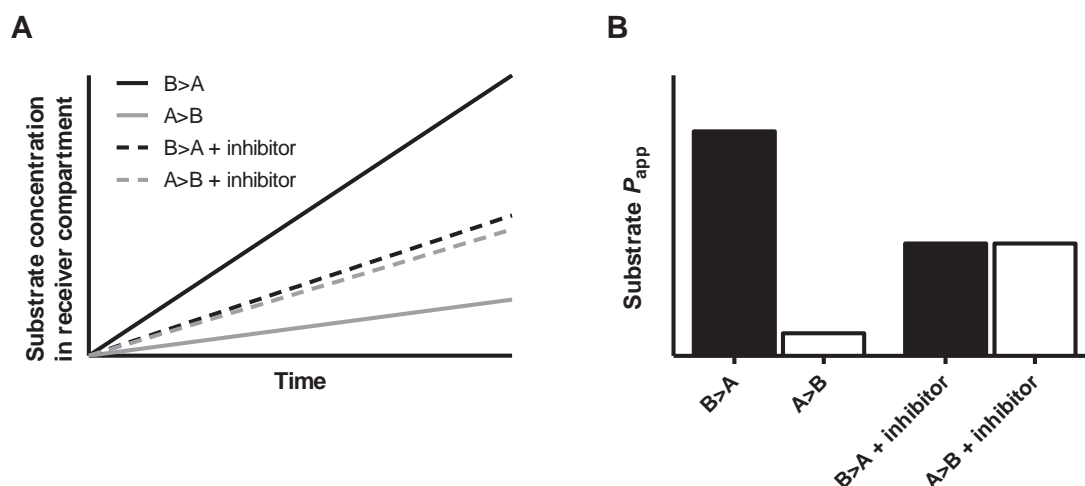 A
Substrate concentration
in receiver compartment
B>A
A>B
B>A + inhibitor
A>B + inhibitor
Time
B
Substrate Papp
B>A
A>B
B>A + inhibitor
A>B + inhibitor